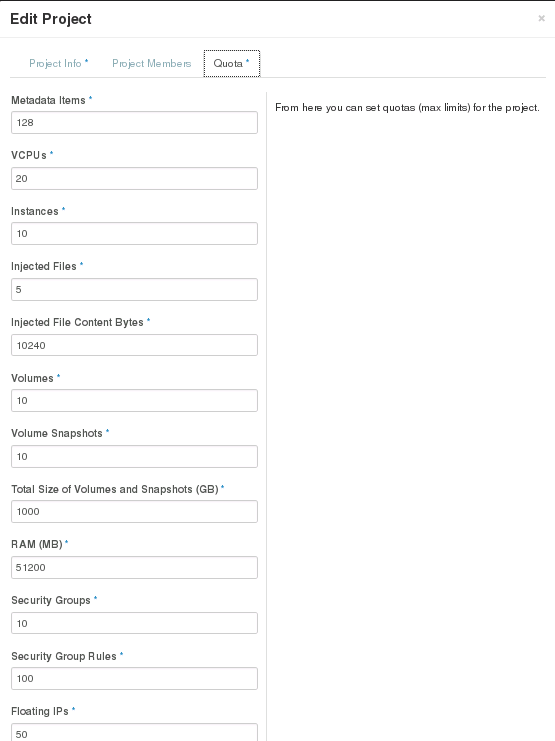 Edit Project
×
Project Info * Project Members Quota *
Metadata Items *
128
From here you can set quotas (max limits) for the project.
VCPUs *
20
Instances *
10
Injected Files *
5
Injected File Content Bytes *
10240
Volumes *
10
Volume Snapshots *
10
Total Size of Volumes and Snapshots (GB) *
1000
RAM (MB) *
51200
Security Groups *
10
Security Group Rules *
100
Floating IPs *
50